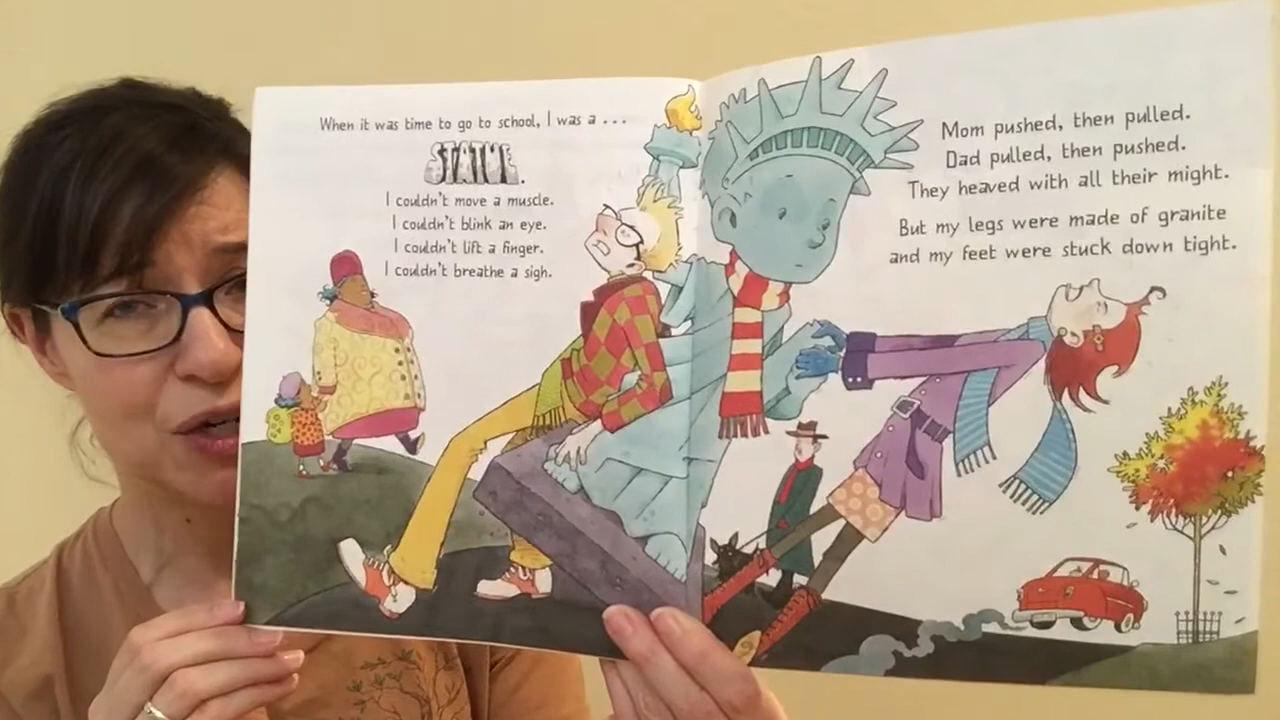 When it was time to go to school, I was a . . .
STATUE.
I couldn't move a muscle.
I couldn't blink an eye.
I couldn't lift a finger.
I couldn't breathe a sigh.
Mom pushed, then pulled.
Dad pulled, then pushed.
They heaved with all their might.
But my legs were made of granite
and my feet were stuck down tight.